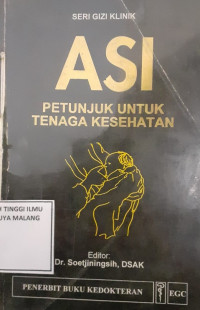 SERI GIZI KLINIK
ASI
PETUNJUK UNTUK
TENAGA KESEHATAN
TINGGI ILMU
JYA MALANG
Editor:
Dr. Soetjiningsih, DSAK
PENERBIT BUKU KEDOKTERAN
EGC